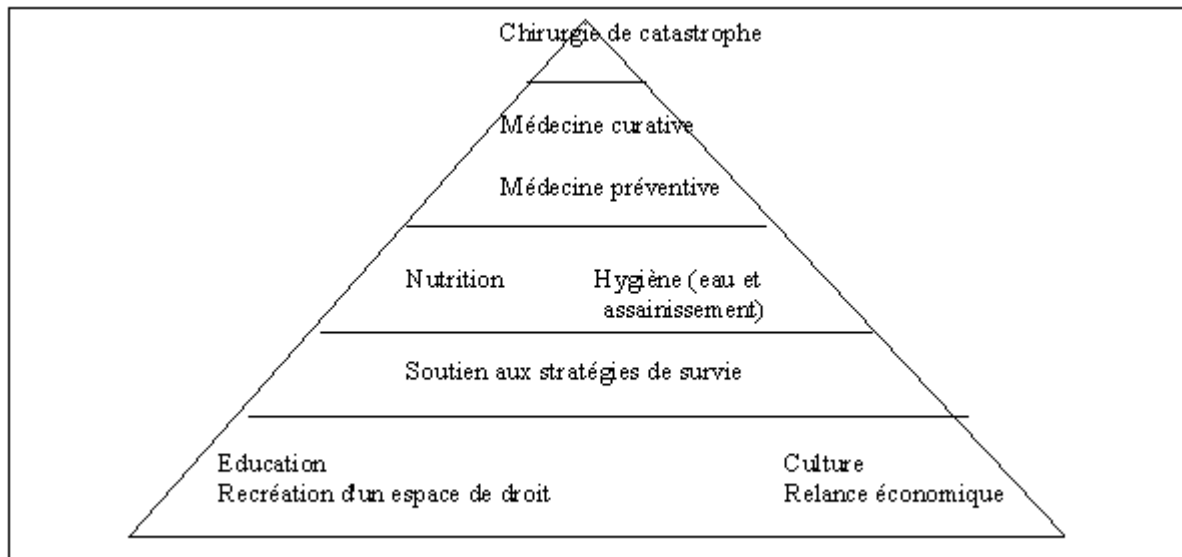 Chirurgie de catastrophe
Médecine curative
Médecine préventive
Nutrition Hygiène (eau et
assainissement)
Soutien aux stratégies de survie
Education Culture
Recréation d'un espace de droit Relance économique